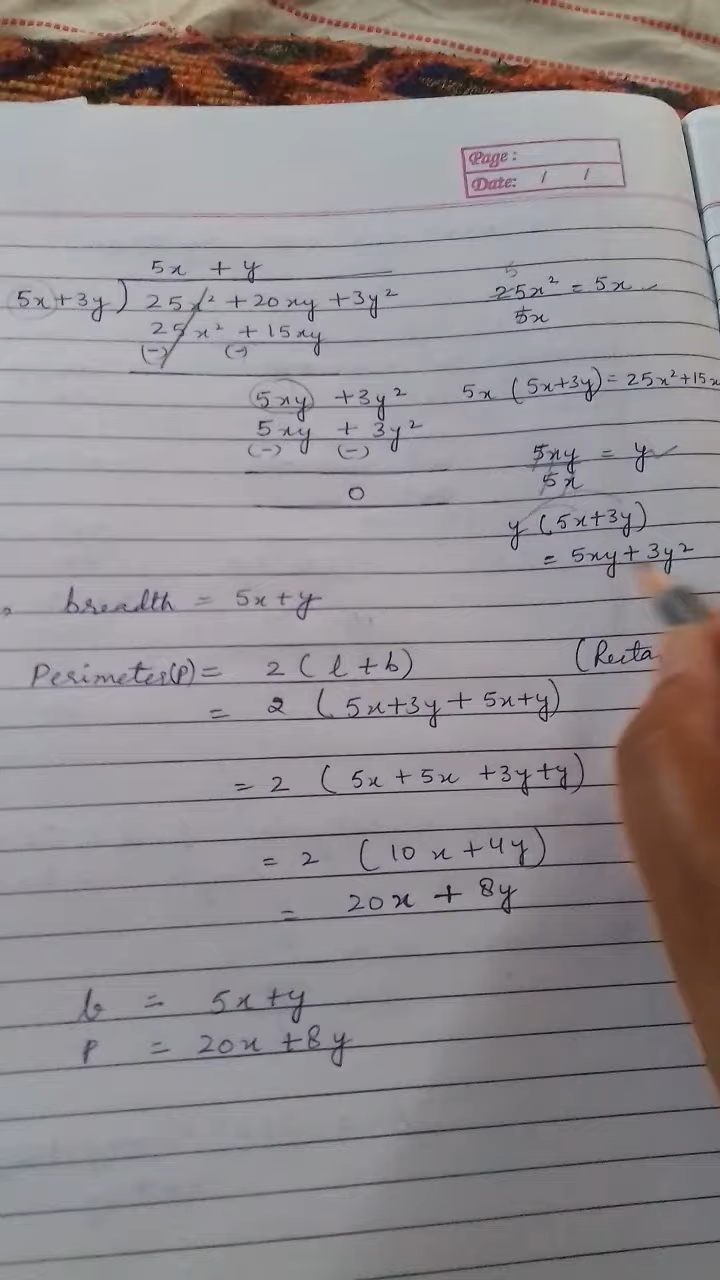 Page:
Date: / /
5x + y
5x+3y ) 25x² + 20xy + 3y²
25x² + 15xy
(-) (-)
5xy + 3y²
5xy + 3y²
(-) (-)
0
5
25x² = 5x
5x
5x (5x+3y) = 25x²+15x
5xy = y
5x
y (5x+3y)
= 5xy + 3y²
breadth = 5x+y
Perimeter(P) = 2 ( l + b)
= 2 ( 5x+3y + 5x+y)
= 2 ( 5x + 5x + 3y+y)
= 2 (10x+4y)
= 20x + 8y
b = 5x+y
P = 20x+8y